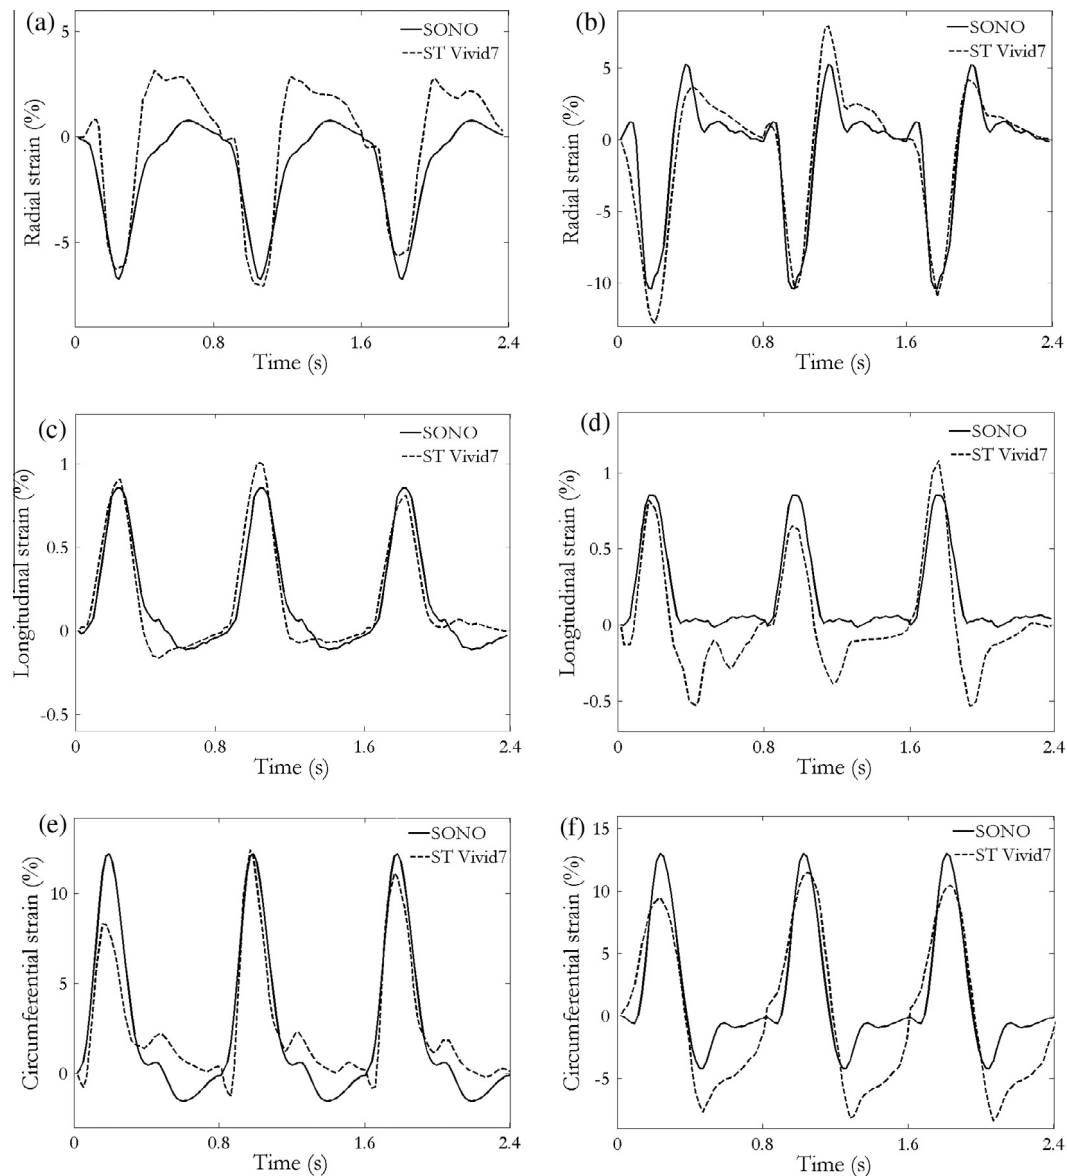 (a)
SONO
ST Vivid7
Radial strain (%)
5
0
-5
0
0.8
1.6
2.4
Time (s)
(b)
SONO
ST Vivid7
Radial strain (%)
5
0
-5
-10
0
0.8
1.6
2.4
Time (s)
(c)
SONO
ST Vivid7
Longitudinal strain (%)
1
0.5
0
-0.5
0
0.8
1.6
2.4
Time (s)
(d)
SONO
ST Vivid7
Longitudinal strain (%)
1
0.5
0
-0.5
0
0.8
1.6
2.4
Time (s)
(e)
SONO
ST Vivid7
Circumferential strain (%)
10
5
0
0
0.8
1.6
2.4
Time (s)
(f)
SONO
ST Vivid7
Circumferential strain (%)
15
10
5
0
-5
0
0.8
1.6
2.4
Time (s)